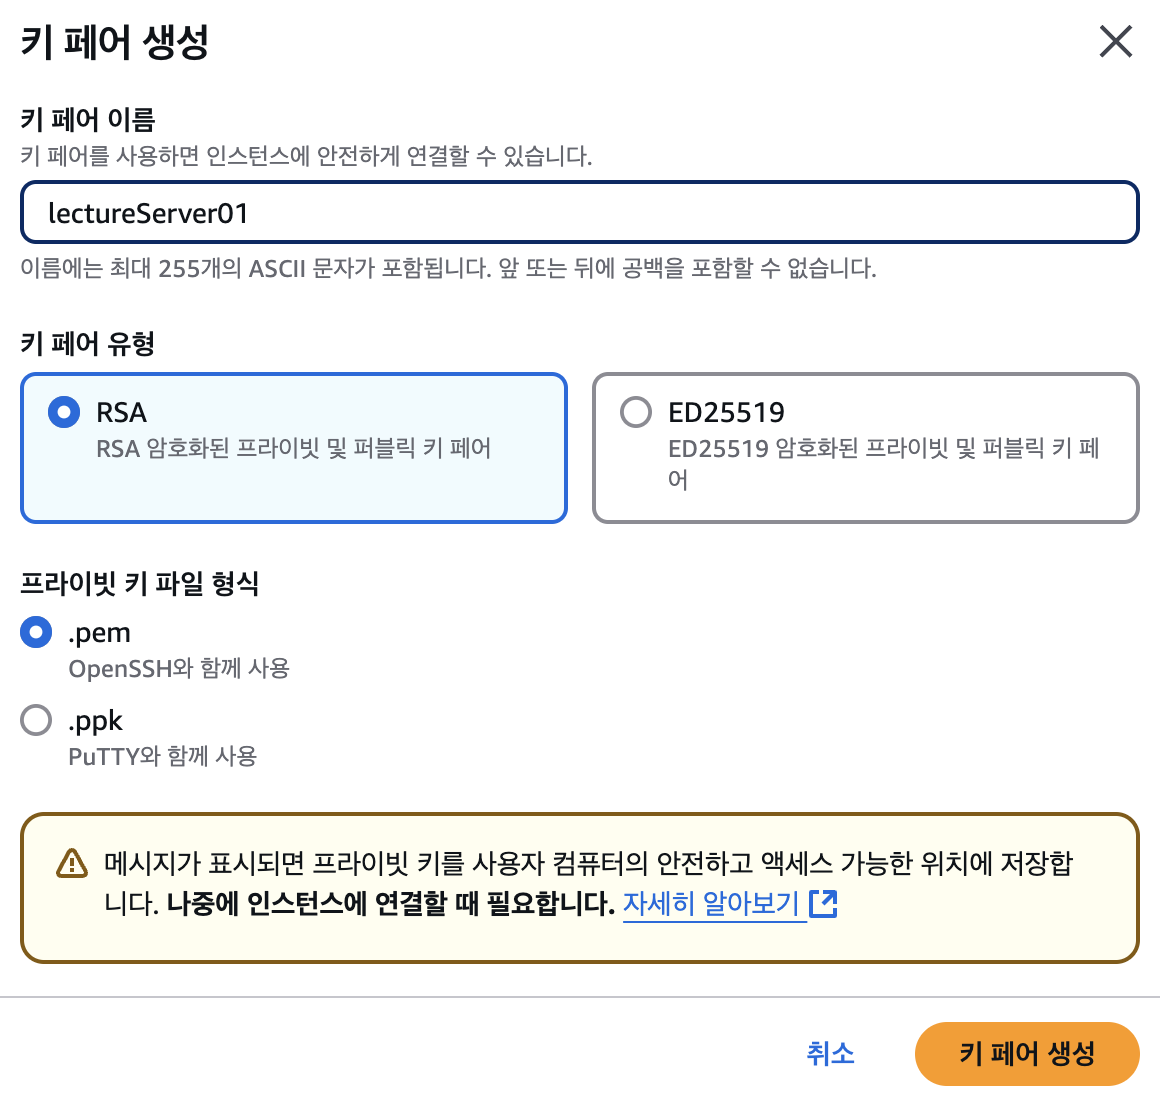 키 페어 생성
키 페어 이름
키 페어를 사용하면 인스턴스에 안전하게 연결할 수 있습니다.
lectureServer01
이름에는 최대 255개의 ASCII 문자가 포함됩니다. 앞 또는 뒤에 공백을 포함할 수 없습니다.
키 페어 유형
RSA
RSA 암호화된 프라이빗 및 퍼블릭 키 페어
ED25519
ED25519 암호화된 프라이빗 및 퍼블릭 키 페
어
프라이빗 키 파일 형식
.pem
OpenSSH와 함께 사용
.ppk
PuTTY와 함께 사용
메시지가 표시되면 프라이빗 키를 사용자 컴퓨터의 안전하고 액세스 가능한 위치에 저장합
니다. 나중에 인스턴스에 연결할 때 필요합니다. 자세히 알아보기
취소
키 페어 생성